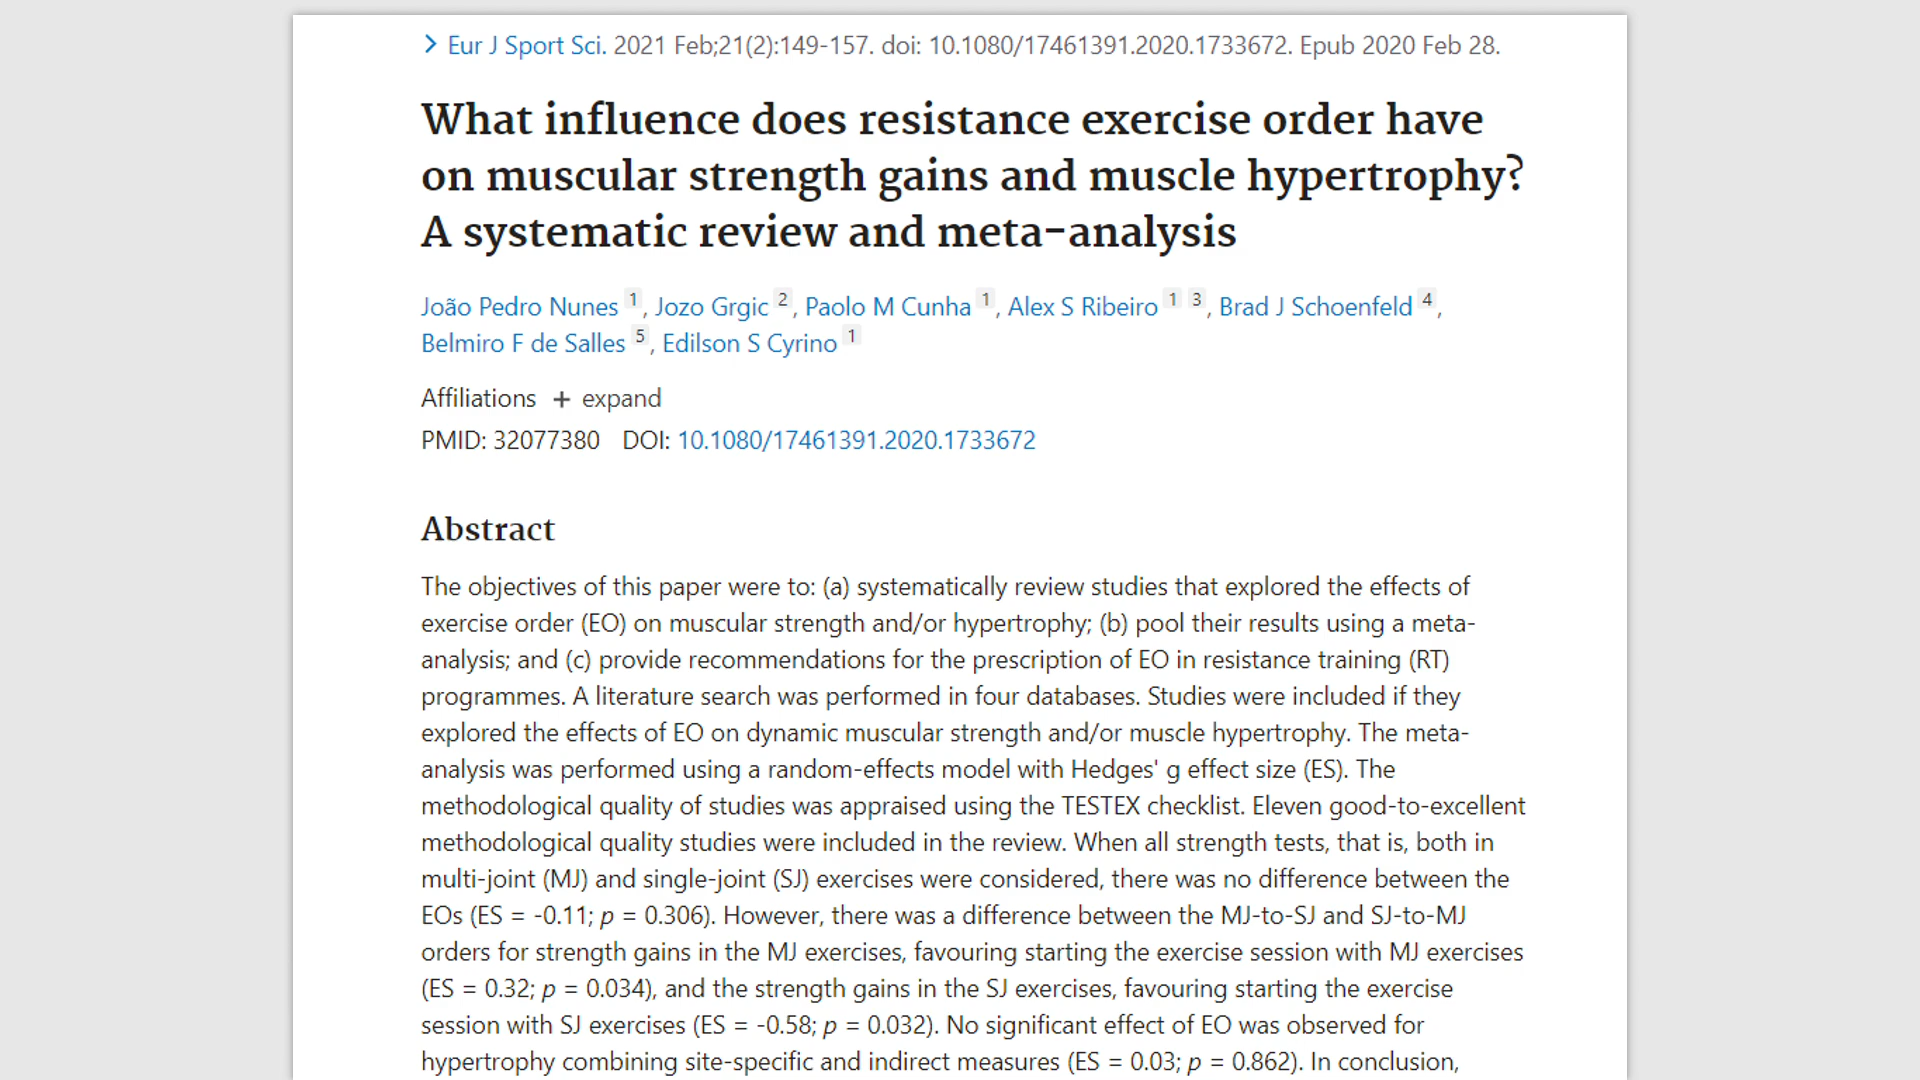 > Eur J Sport Sci. 2021 Feb;21(2):149-157. doi: 10.1080/17461391.2020.1733672. Epub 2020 Feb 28.
What influence does resistance exercise order have
on muscular strength gains and muscle hypertrophy?
A systematic review and meta-analysis
João Pedro Nunes 1, Jozo Grgic 2, Paolo M Cunha 1, Alex S Ribeiro 1 3, Brad J Schoenfeld 4,
Belmiro F de Salles 5, Edilson S Cyrino 1
Affiliations + expand
PMID: 32077380 DOI: 10.1080/17461391.2020.1733672
Abstract
The objectives of this paper were to: (a) systematically review studies that explored the effects of
exercise order (EO) on muscular strength and/or hypertrophy; (b) pool their results using a meta-
analysis; and (c) provide recommendations for the prescription of EO in resistance training (RT)
programmes. A literature search was performed in four databases. Studies were included if they
explored the effects of EO on dynamic muscular strength and/or muscle hypertrophy. The meta-
analysis was performed using a random-effects model with Hedges' g effect size (ES). The
methodological quality of studies was appraised using the TESTEX checklist. Eleven good-to-excellent
methodological quality studies were included in the review. When all strength tests, that is, both in
multi-joint (MJ) and single-joint (SJ) exercises were considered, there was no difference between the
EOs (ES = -0.11; p = 0.306). However, there was a difference between the MJ-to-SJ and SJ-to-MJ
orders for strength gains in the MJ exercises, favouring starting the exercise session with MJ exercises
(ES = 0.32; p = 0.034), and the strength gains in the SJ exercises, favouring starting the exercise
session with SJ exercises (ES = -0.58; p = 0.032). No significant effect of EO was observed for
hypertrophy combining site-specific and indirect measures (ES = 0.03; p = 0.862). In conclusion,